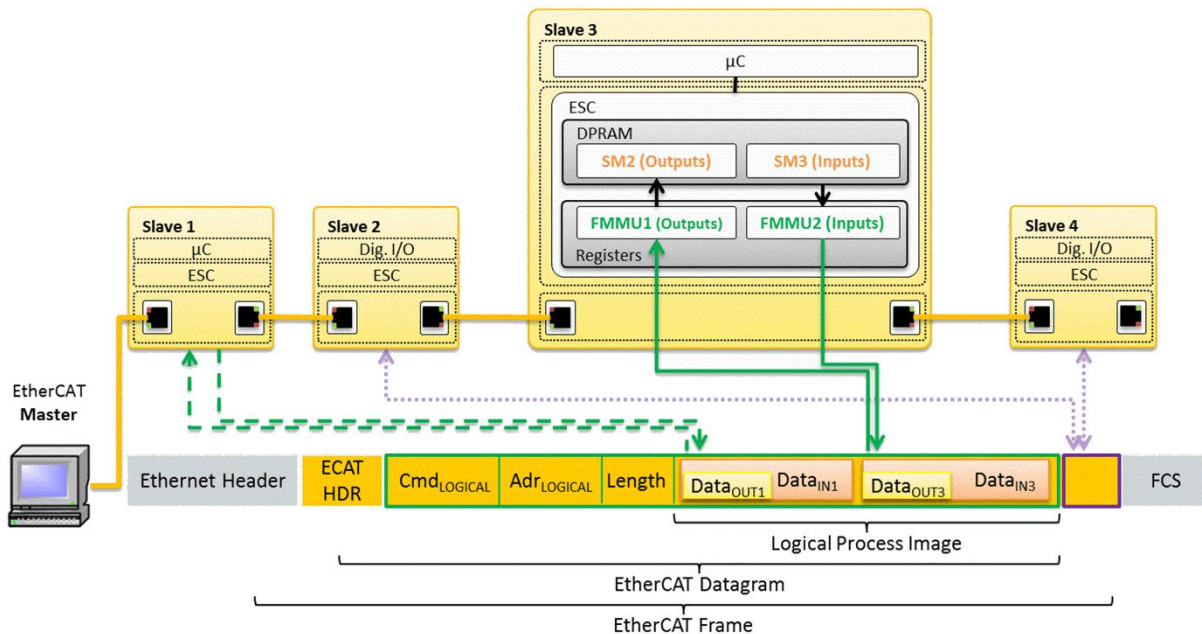 Slave 3
µC
ESC
DPRAM
SM2 (Outputs)
SM3 (Inputs)
FMMU1 (Outputs)
FMMU2 (Inputs)
Registers
Slave 1
µC
ESC
Slave 2
Dig. I/O
ESC
Slave 4
Dig. I/O
ESC
EtherCAT
Master
Ethernet Header
ECAT
HDR
CmdLOGICAL
AdrLOGICAL
Length
DataOUT1
DataIN1
DataOUT3
DataIN3
FCS
Logical Process Image
EtherCAT Datagram
EtherCAT Frame